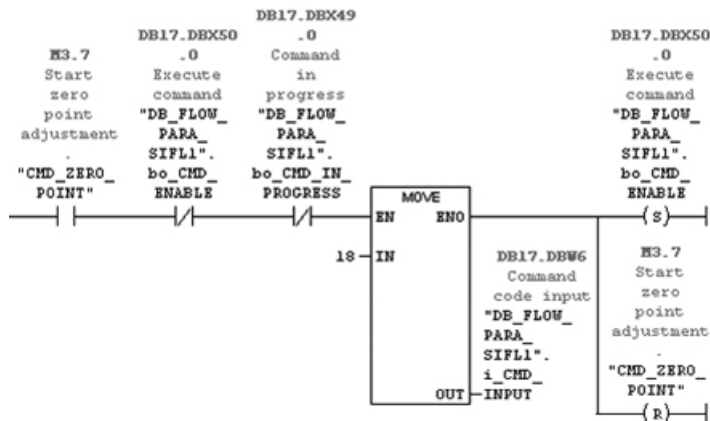 M3.7
Start
zero
point
adjustment
.
"CMD_ZERO_
POINT"
DB17.DBX50
.0
Execute
command
"DB_FLOW_
PARA_
SIFL1".
bo_CMD_
ENABLE
DB17.DBX49
.0
Command
in
progress
"DB_FLOW_
PARA_
SIFL1".
bo_CMD_IN_
PROGRESS
MOVE
EN ENO
18 IN
OUT
DB17.DBW6
Command
code input
"DB_FLOW_
PARA_
SIFL1".
i_CMD_
INPUT
DB17.DBX50
.0
Execute
command
"DB_FLOW_
PARA_
SIFL1".
bo_CMD_
ENABLE
(S)
M3.7
Start
zero
point
adjustment
.
"CMD_ZERO_
POINT"
(R)